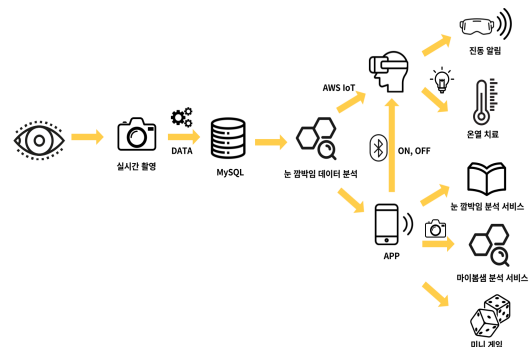 진동 알림
AWS IoT
온열 치료
실시간 촬영
DATA
MySQL
눈 깜박임 데이터 분석
ON, OFF
눈 깜박임 분석 서비스
APP
마이봄샘 분석 서비스
미니 게임